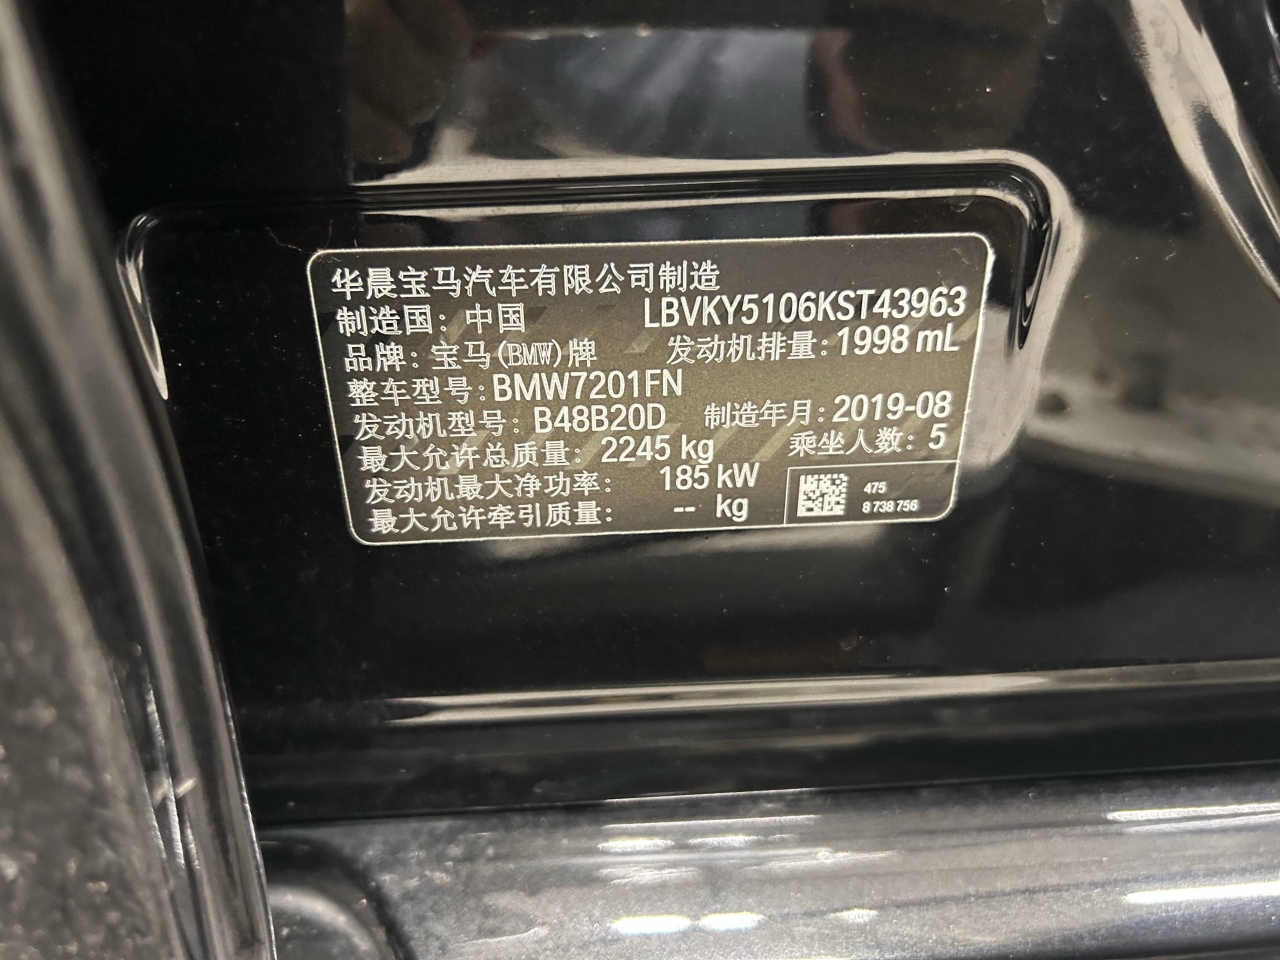 华晨宝马汽车有限公司制造
制造国：中国 LBVKY5106KST43963
品牌：宝马(BMW)牌 发动机排量：1998 mL
整车型号：BMW7201FN
发动机型号：B48B20D 制造年月：2019-08
最大允许总质量：2245 kg 乘坐人数：5
发动机最大净功率：185 kW
最大允许牵引质量：-- kg
475
8 738 756